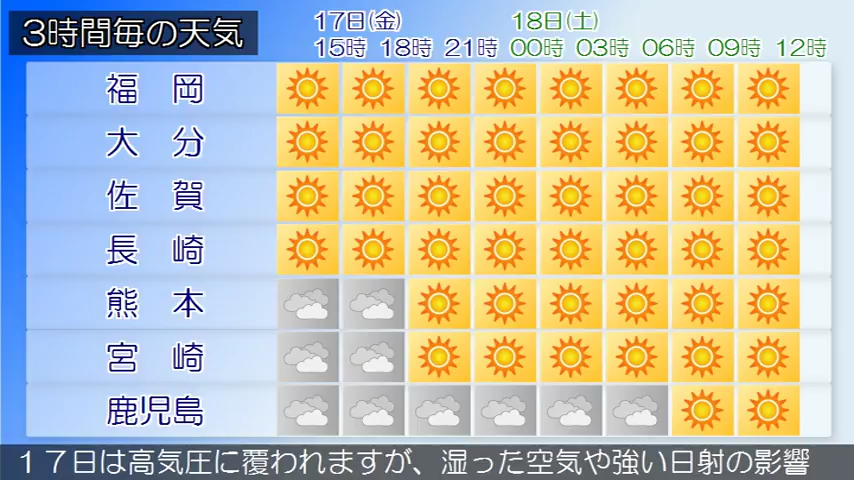 3時間毎の天気
17日(金) 18日(土)
15時 18時 21時 00時 03時 06時 09時 12時
福 岡
大 分
佐 賀
長 崎
熊 本
宮 崎
鹿児島
１７日は高気圧に覆われますが、湿った空気や強い日射の影響